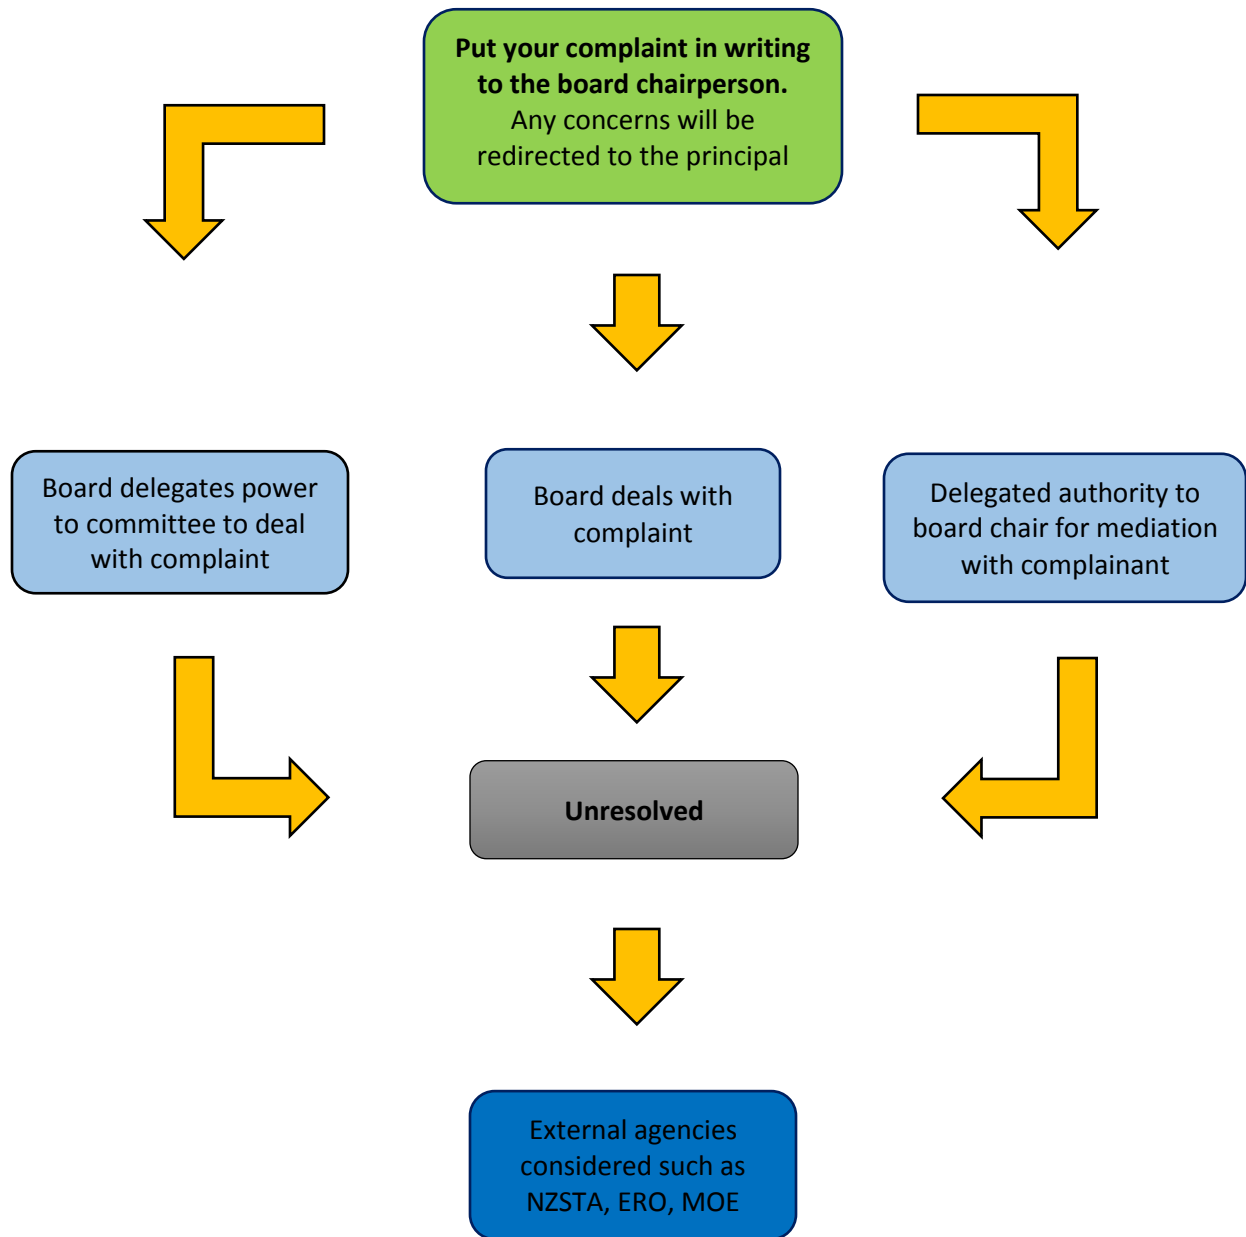 Put your complaint in writing
to the board chairperson.
Any concerns will be
redirected to the principal
Board delegates power
to committee to deal
with complaint
Board deals with
complaint
Delegated authority to
board chair for mediation
with complainant
Unresolved
External agencies
considered such as
NZSTA, ERO, MOE